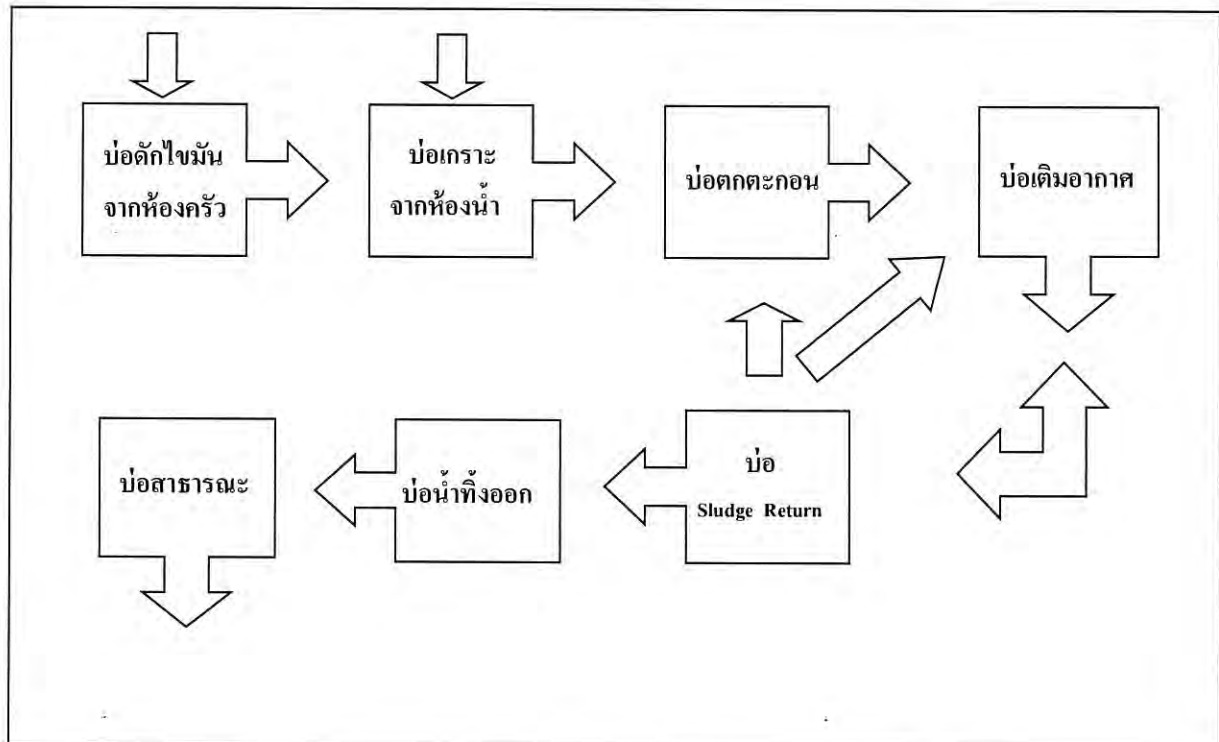 บ่อดักไขมัน
จากห้องครัว
บ่อเกราะ
จากห้องน้ำ
บ่อตกตะกอน
บ่อเติมอากาศ
บ่อสาธารณะ
บ่อน้ำทิ้งออก
บ่อ
Sludge Return